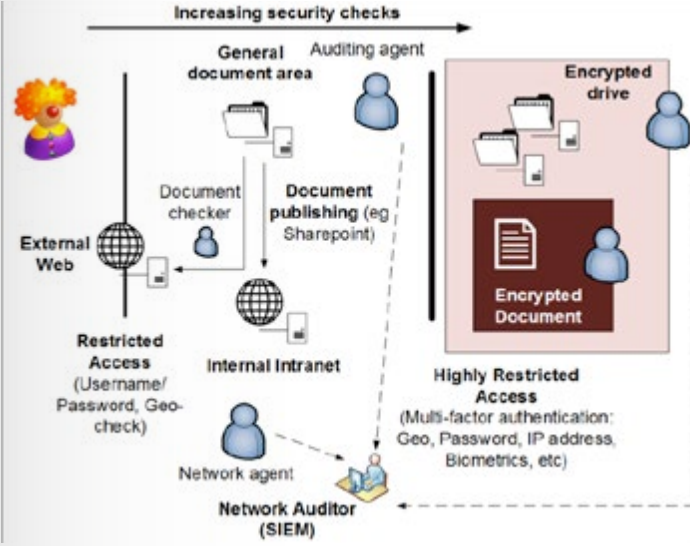 Increasing security checks
General
document area
Auditing agent
Encrypted
drive
Document
checker
Document
publishing (eg
Sharepoint)
External
Web
Encrypted
Document
Restricted
Access
(Username/
Password, Geo-
check)
Internal Intranet
Highly Restricted
Access
(Multi-factor authentication:
Geo, Password, IP address,
Biometrics, etc)
Network agent
Network Auditor
(SIEM)